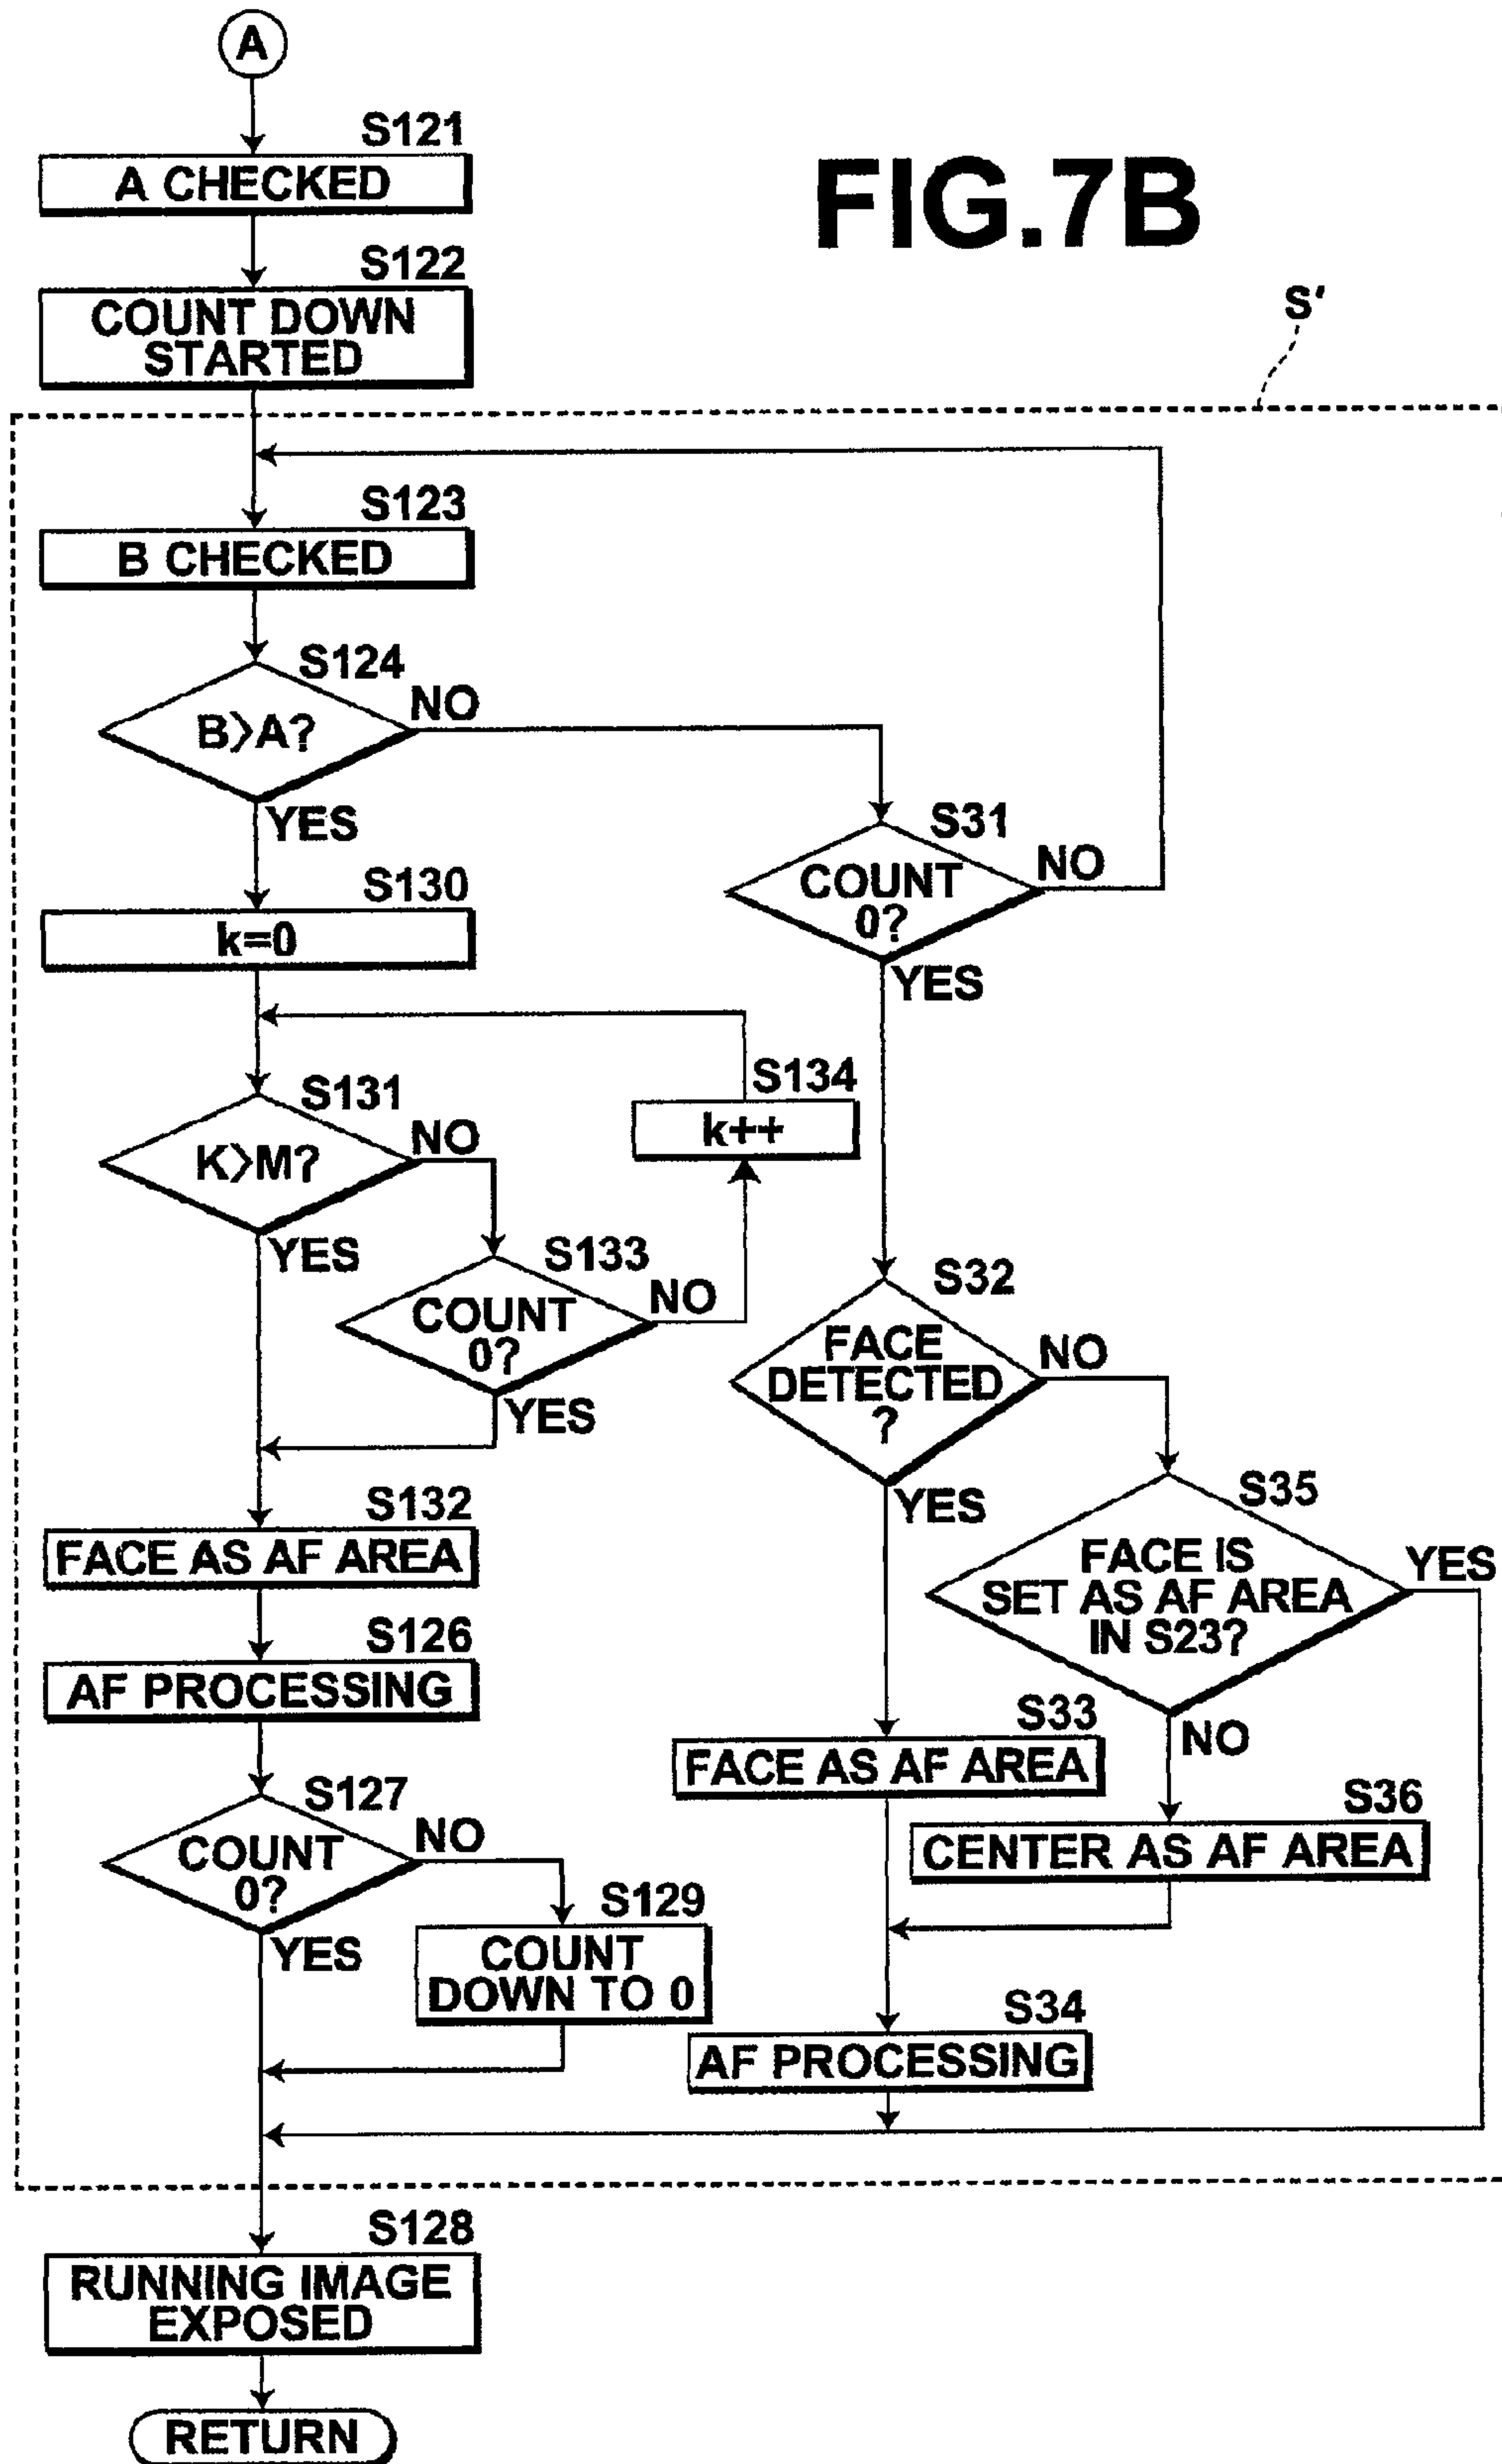 A
S121
A CHECKED
FIG.7B
S122
COUNT DOWN
STARTED
S'
S123
B CHECKED
S124
B>A?
NO
YES
S31
COUNT
0?
NO
YES
S130
k=0
S131
K>M?
NO
YES
S134
k++
S133
COUNT
0?
NO
YES
S32
FACE
DETECTED
?
NO
YES
S35
FACE IS
SET AS AF AREA
IN S23?
YES
NO
S132
FACE AS AF AREA
S126
AF PROCESSING
S33
FACE AS AF AREA
S36
CENTER AS AF AREA
S127
COUNT
0?
NO
YES
S129
COUNT
DOWN TO 0
S34
AF PROCESSING
S128
RUNNING IMAGE
EXPOSED
RETURN